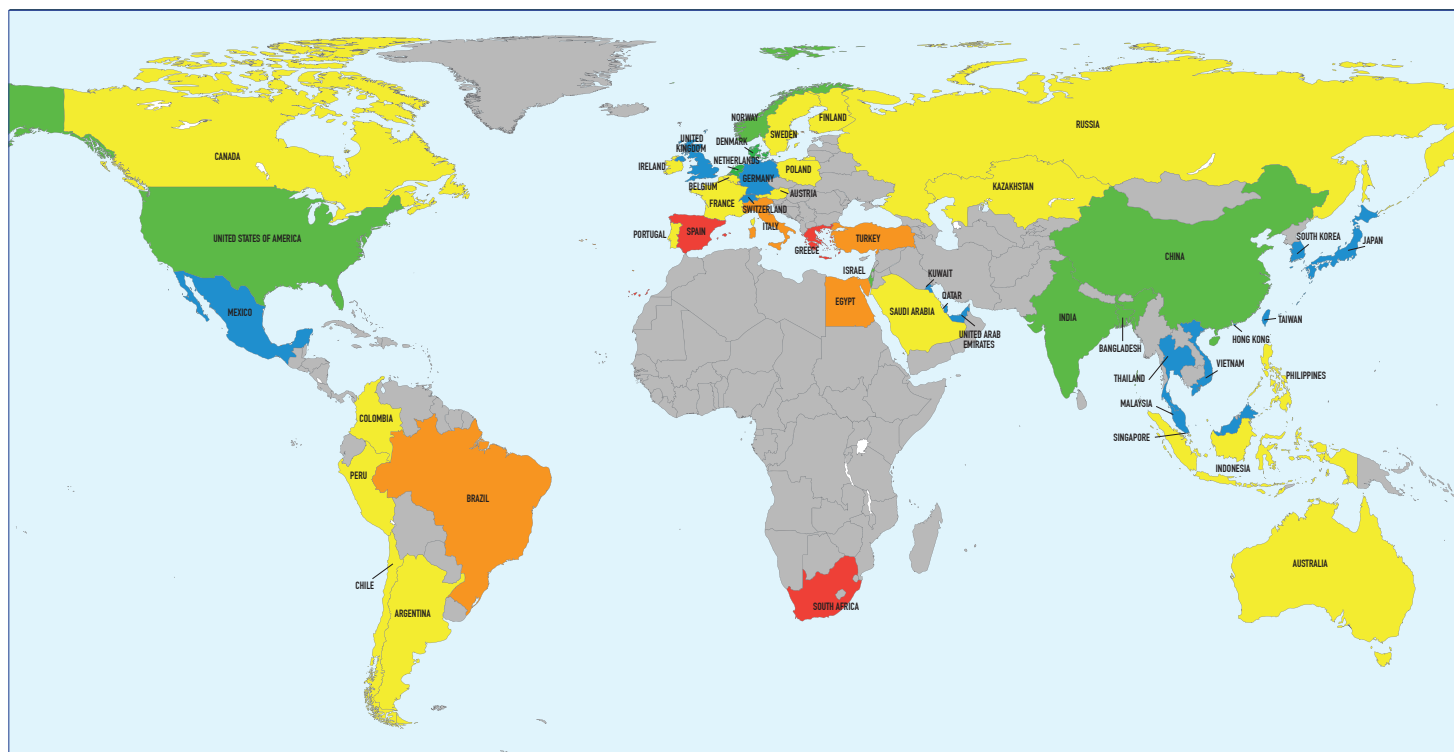 CANADA
UNITED STATES OF AMERICA
MEXICO
COLOMBIA
PERU
BRAZIL
CHILE
ARGENTINA
NORWAY
FINLAND
SWEDEN
DENMARK
UNITED
KINGDOM
IRELAND
NETHERLANDS
GERMANY
POLAND
BELGIUM
AUSTRIA
FRANCE
SWITZERLAND
PORTUGAL
SPAIN
ITALY
GREECE
TURKEY
RUSSIA
KAZAKHSTAN
ISRAEL
KUWAIT
QATAR
EGYPT
SAUDI ARABIA
UNITED ARAB
EMIRATES
SOUTH AFRICA
CHINA
SOUTH KOREA
JAPAN
INDIA
TAIWAN
HONG KONG
BANGLADESH
THAILAND
VIETNAM
PHILIPPINES
MALAYSIA
SINGAPORE
INDONESIA
AUSTRALIA